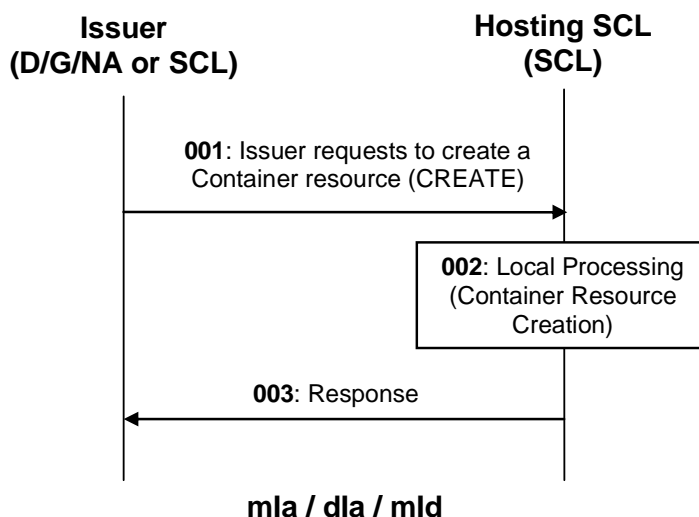 Issuer
(D/G/NA or SCL)
Hosting SCL
(SCL)
001: Issuer requests to create a
Container resource (CREATE)
002: Local Processing
(Container Resource
Creation)
003: Response
mIa / dIa / mId